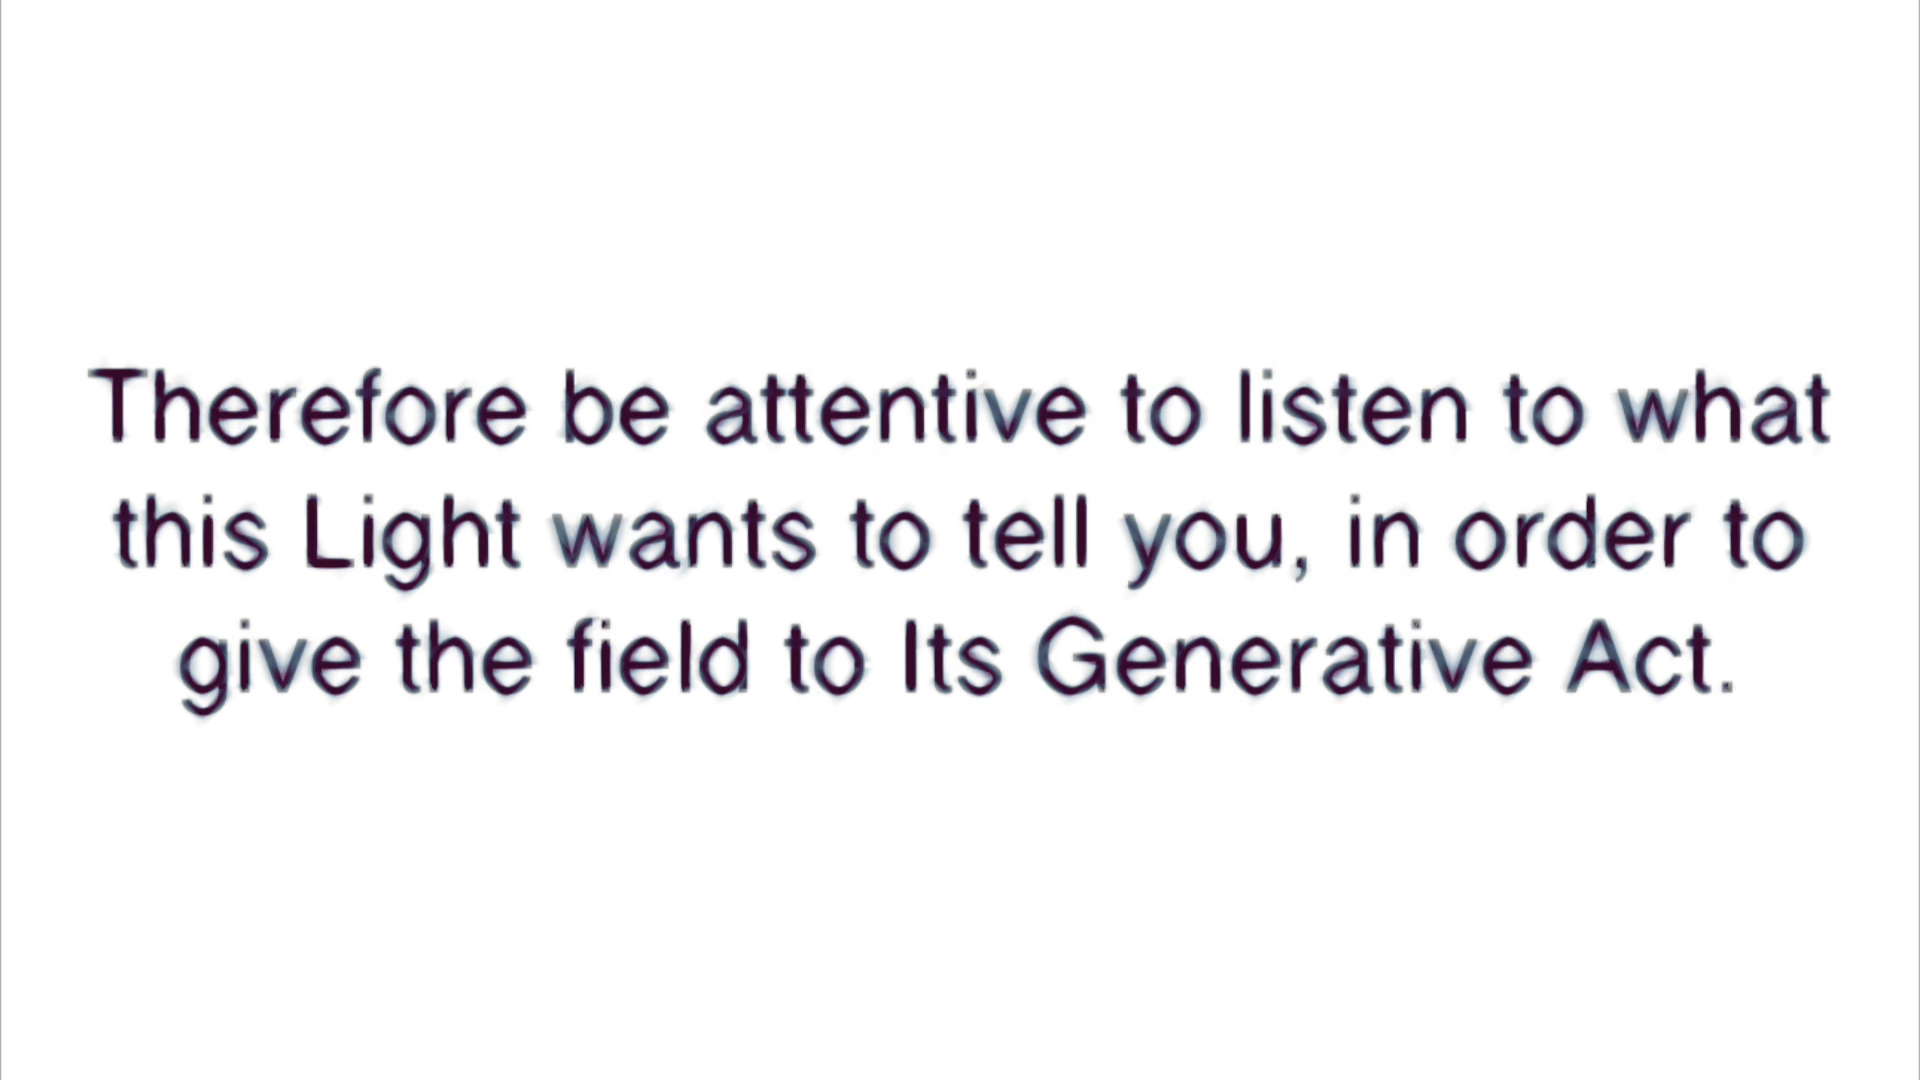 Therefore be attentive to listen to what
this Light wants to tell you, in order to
give the field to Its Generative Act.